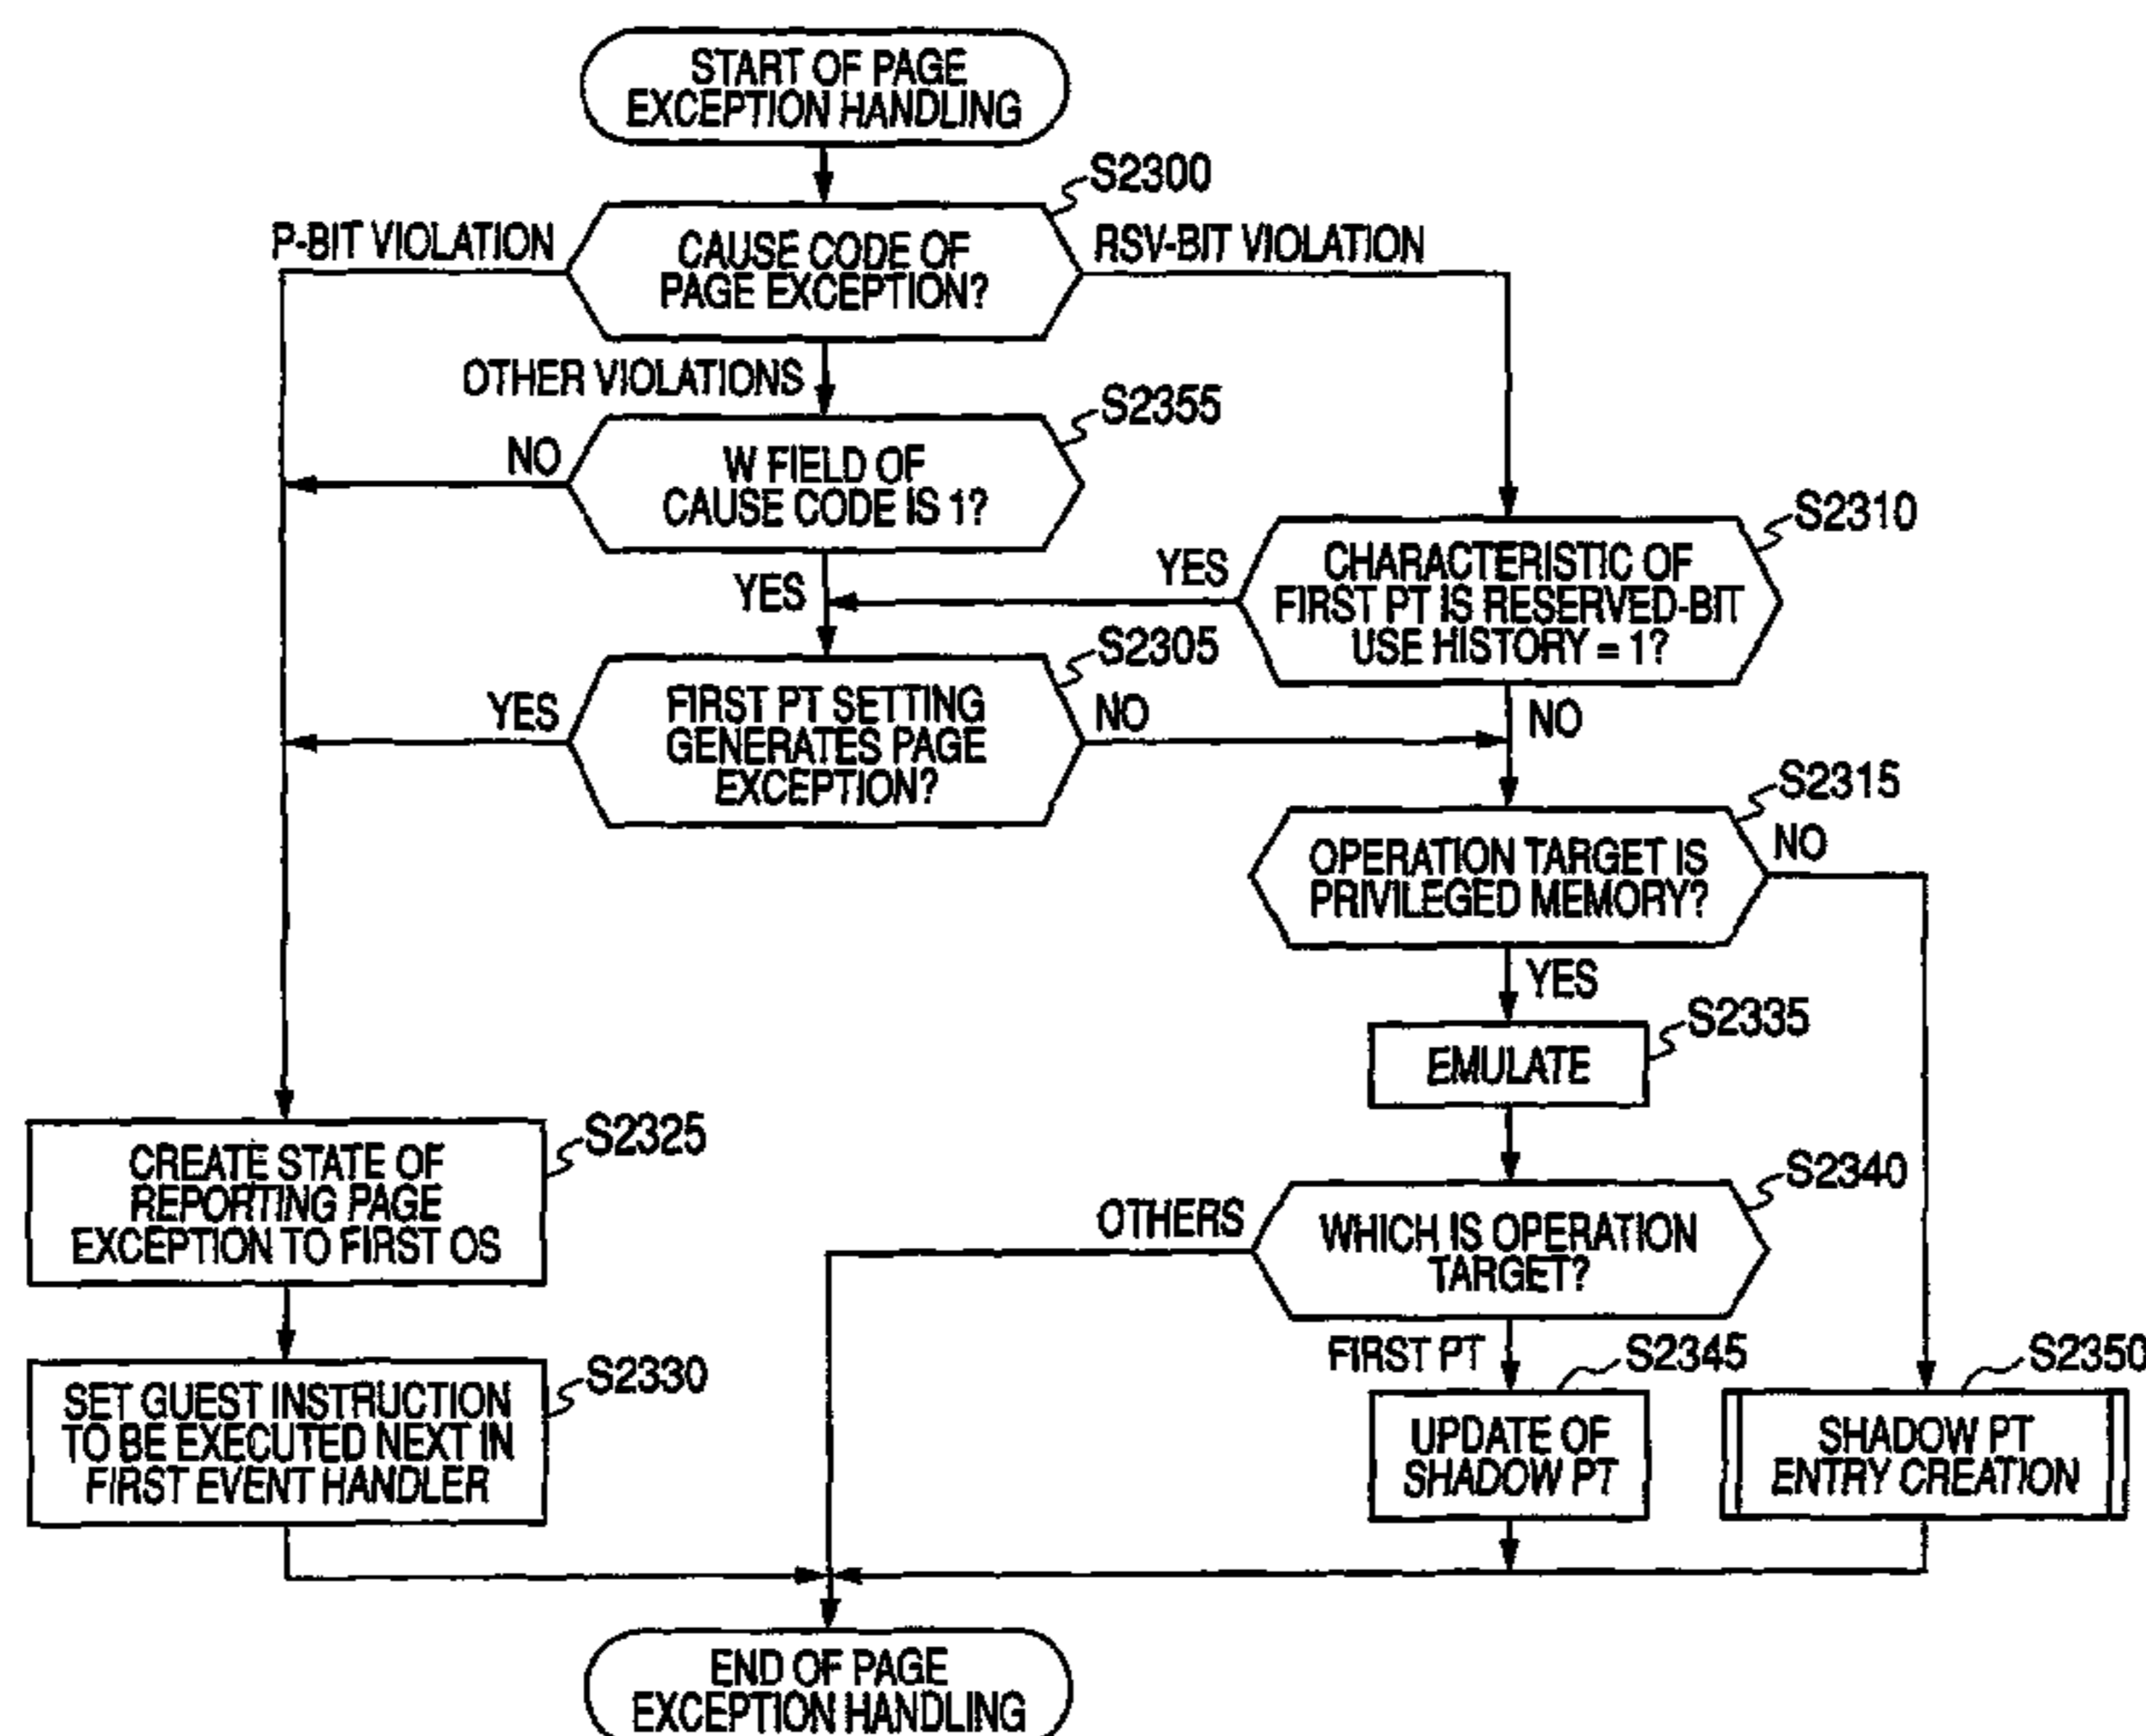 START OF PAGE
EXCEPTION HANDLING
S2300
P-BIT VIOLATION
CAUSE CODE OF
PAGE EXCEPTION?
RSV-BIT VIOLATION
OTHER VIOLATIONS
S2355
NO
W FIELD OF
CAUSE CODE IS 1?
YES
S2310
YES
CHARACTERISTIC OF
FIRST PT IS RESERVED-BIT
USE HISTORY = 1?
NO
S2305
YES
FIRST PT SETTING
GENERATES PAGE
EXCEPTION?
NO
S2315
OPERATION TARGET IS
PRIVILEGED MEMORY?
NO
YES
S2335
EMULATE
S2325
CREATE STATE OF
REPORTING PAGE
EXCEPTION TO FIRST OS
S2340
OTHERS
WHICH IS OPERATION
TARGET?
FIRST PT
S2330
SET GUEST INSTRUCTION
TO BE EXECUTED NEXT IN
FIRST EVENT HANDLER
S2345
UPDATE OF
SHADOW PT
S2350
SHADOW PT
ENTRY CREATION
END OF PAGE
EXCEPTION HANDLING